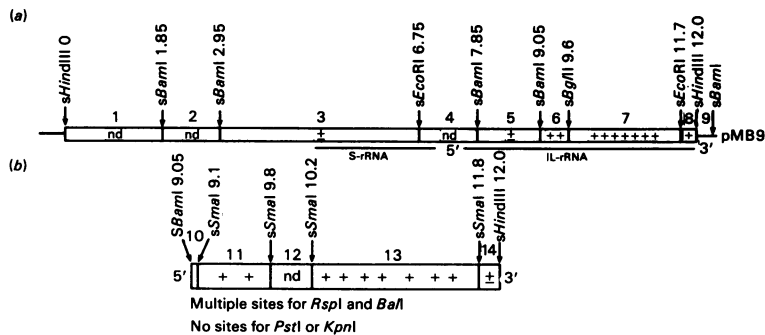 (a)
sHindIII 0
sBamI 1.85
sBamI 2.95
sEcoRI 6.75
sBamI 7.85
sBamI 9.05
sBglII 9.6
sEcoRI 11.7
sHindIII 12.0
sBamI
1 2 3 4 5 6 7 8 9
nd nd ± nd ± ++ +++++++ + pMB9
S-rRNA 5′ IL-rRNA 3′
(b)
SBamI 9.05
sSmaI 9.1
sSmaI 9.8
sSmaI 10.2
sSmaI 11.8
sHindIII 12.0
10 11 12 13 14
5′ + + nd + + + + + + + ± 3′
Multiple sites for RspI and BalI
No sites for PstI or KpnI